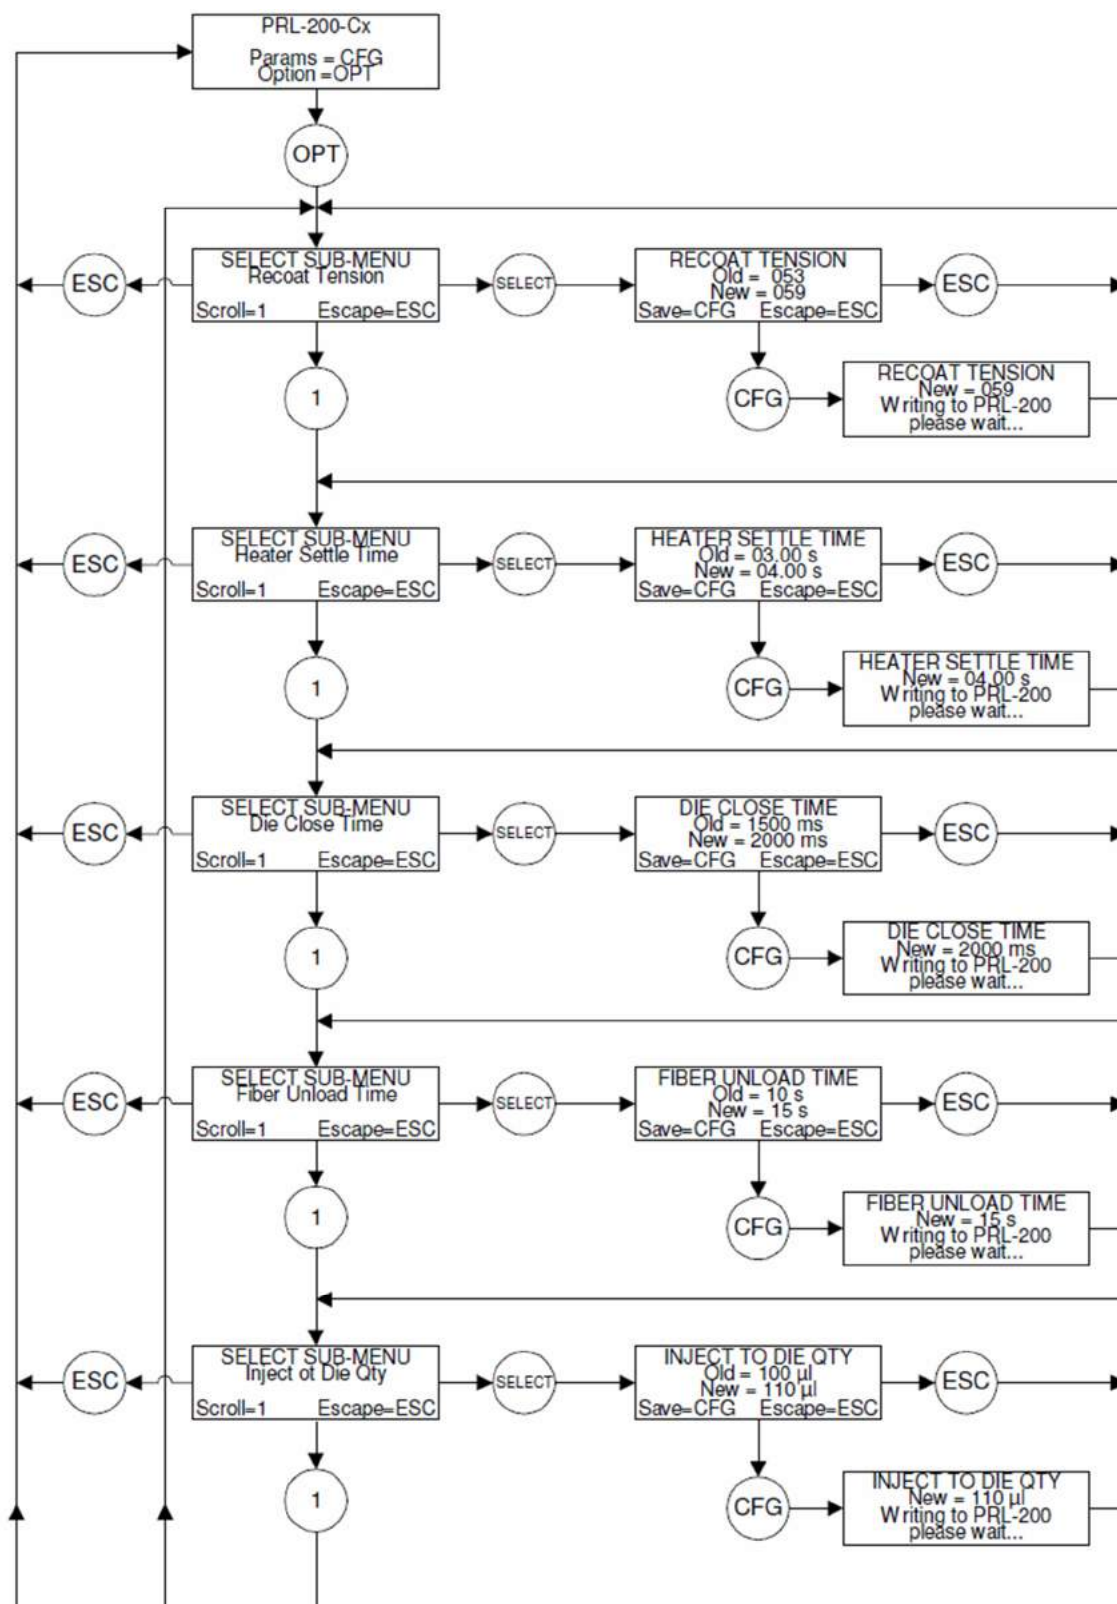 PRL-200-Cx
Params = CFG
Option =OPT
OPT
ESC
SELECT SUB-MENU
Recoat Tension
Scroll=1 Escape=ESC
SELECT
RECOAT TENSION
Old = 053
New = 059
Save=CFG Escape=ESC
ESC
1
CFG
RECOAT TENSION
New = 059
Writing to PRL-200
please wait...
ESC
SELECT SUB-MENU
Heater Settle Time
Scroll=1 Escape=ESC
SELECT
HEATER SETTLE TIME
Old = 03.00 s
New = 04.00 s
Save=CFG Escape=ESC
ESC
1
CFG
HEATER SETTLE TIME
New = 04.00 s
Writing to PRL-200
please wait...
ESC
SELECT SUB-MENU
Die Close Time
Scroll=1 Escape=ESC
SELECT
DIE CLOSE TIME
Old = 1500 ms
New = 2000 ms
Save=CFG Escape=ESC
ESC
1
CFG
DIE CLOSE TIME
New = 2000 ms
Writing to PRL-200
please wait...
ESC
SELECT SUB-MENU
Fiber Unload Time
Scroll=1 Escape=ESC
SELECT
FIBER UNLOAD TIME
Old = 10 s
New = 15 s
Save=CFG Escape=ESC
ESC
1
CFG
FIBER UNLOAD TIME
New = 15 s
Writing to PRL-200
please wait...
ESC
SELECT SUB-MENU
Inject ot Die Qty
Scroll=1 Escape=ESC
SELECT
INJECT TO DIE QTY
Old = 100 µl
New = 110 µl
Save=CFG Escape=ESC
ESC
1
CFG
INJECT TO DIE QTY
New = 110 µl
Writing to PRL-200
please wait...